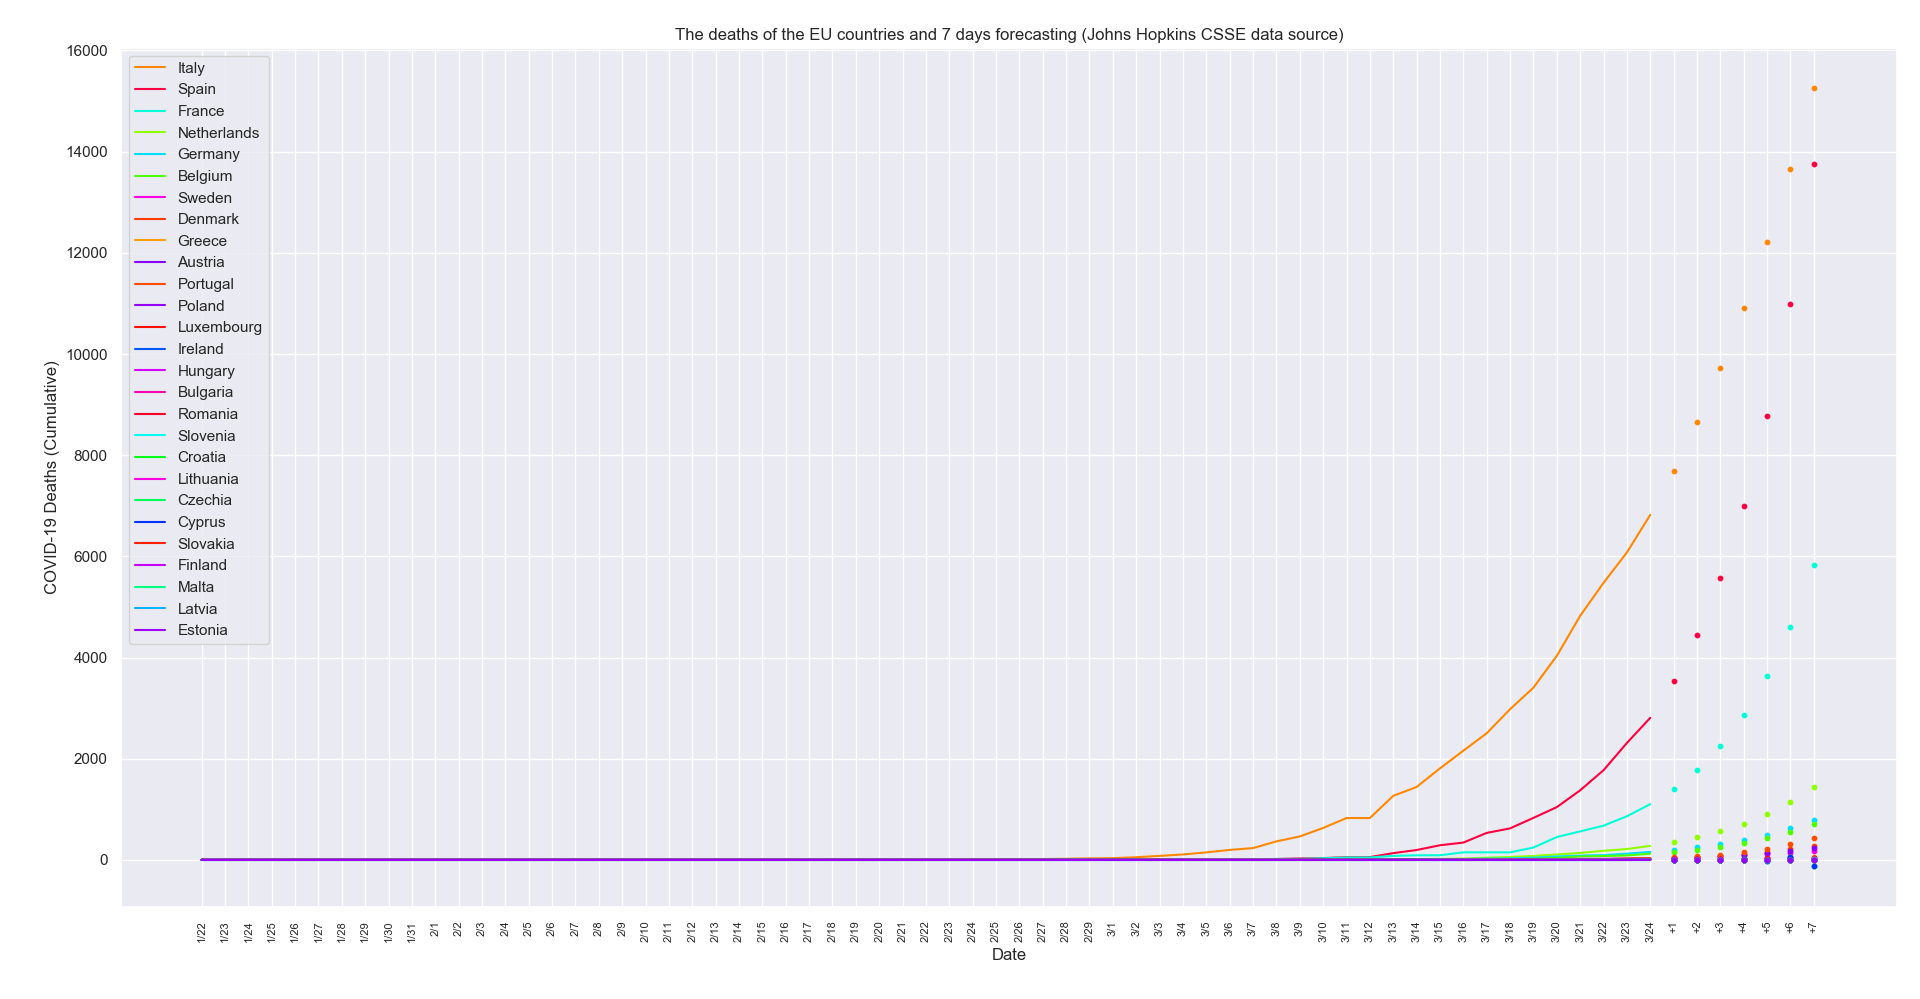 The deaths of the EU countries and 7 days forecasting (Johns Hopkins CSSE data source)
16000
14000
12000
10000
8000
6000
4000
2000
0
COVID-19 Deaths (Cumulative)
Italy
Spain
France
Netherlands
Germany
Belgium
Sweden
Denmark
Greece
Austria
Portugal
Poland
Luxembourg
Ireland
Hungary
Bulgaria
Romania
Slovenia
Croatia
Lithuania
Czechia
Cyprus
Slovakia
Finland
Malta
Latvia
Estonia
1/22 1/23 1/24 1/25 1/26 1/27 1/28 1/29 1/30 1/31 2/1 2/2 2/3 2/4 2/5 2/6 2/7 2/8 2/9 2/10 2/11 2/12 2/13 2/14 2/15 2/16 2/17 2/18 2/19 2/20 2/21 2/22 2/23 2/24 2/25 2/26 2/27 2/28 2/29 3/1 3/2 3/3 3/4 3/5 3/6 3/7 3/8 3/9 3/10 3/11 3/12 3/13 3/14 3/15 3/16 3/17 3/18 3/19 3/20 3/21 3/22 3/23 3/24 +1 +2 +3 +4 +5 +6 +7
Date